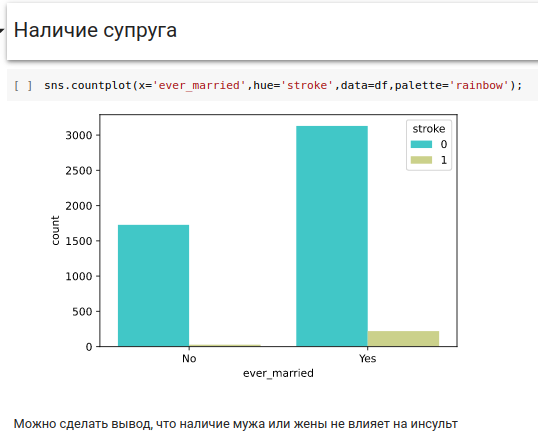 Наличие супруга
[ ] sns.countplot(x='ever_married',hue='stroke',data=df,palette='rainbow');
stroke
0
1
3000
2500
2000
1500
1000
500
0
count
No Yes
ever_married
Можно сделать вывод, что наличие мужа или жены не влияет на инсульт